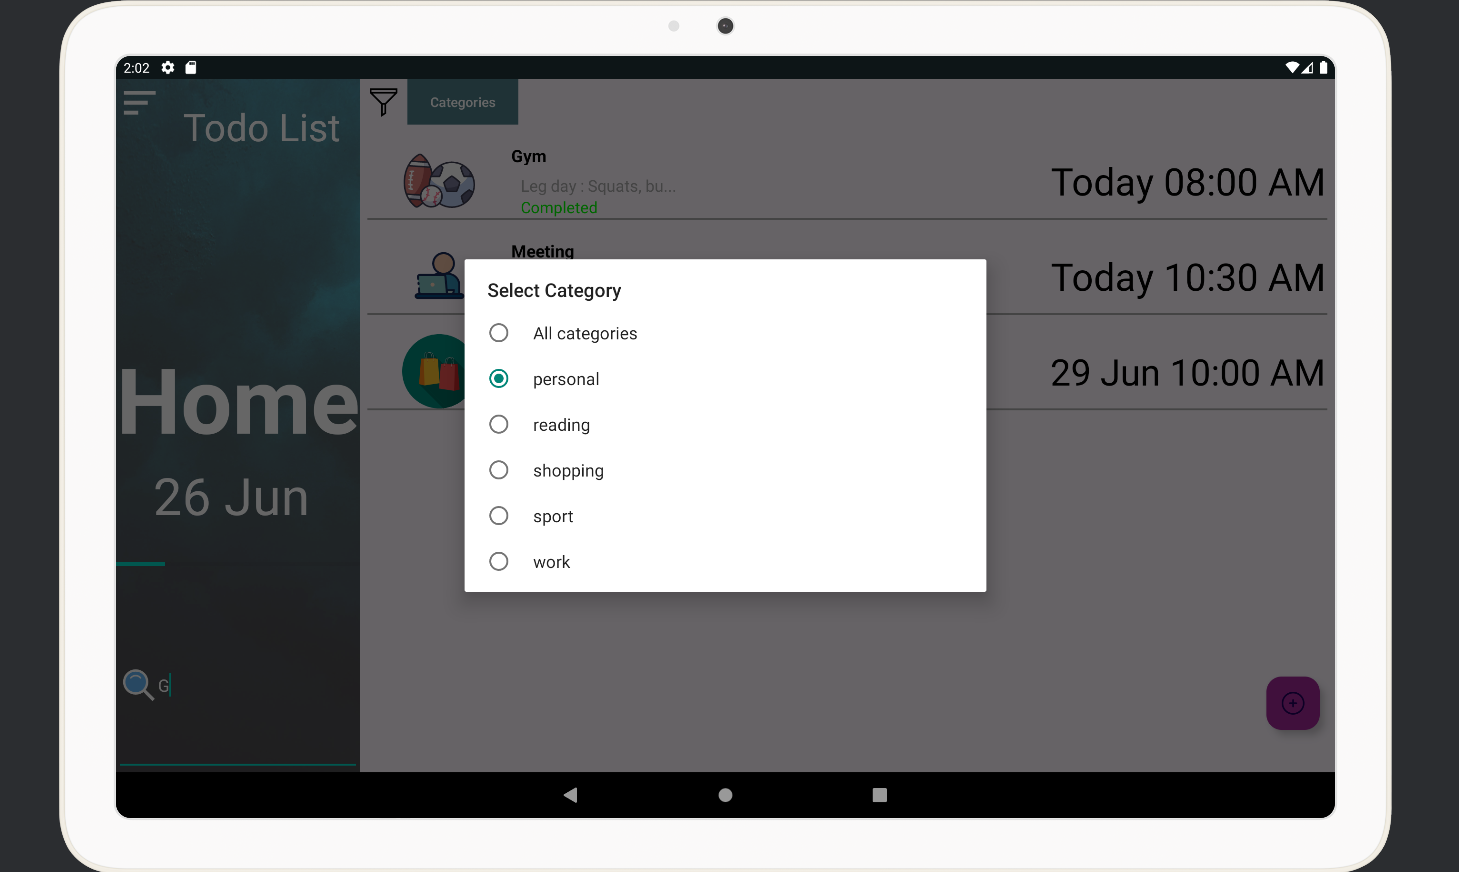 2:02
Todo List
Categories
Gym
Leg day : Squats, bu...
Completed
Today 08:00 AM
Meeting
Today 10:30 AM
29 Jun 10:00 AM
Home
26 Jun
G
Select Category
All categories
personal
reading
shopping
sport
work